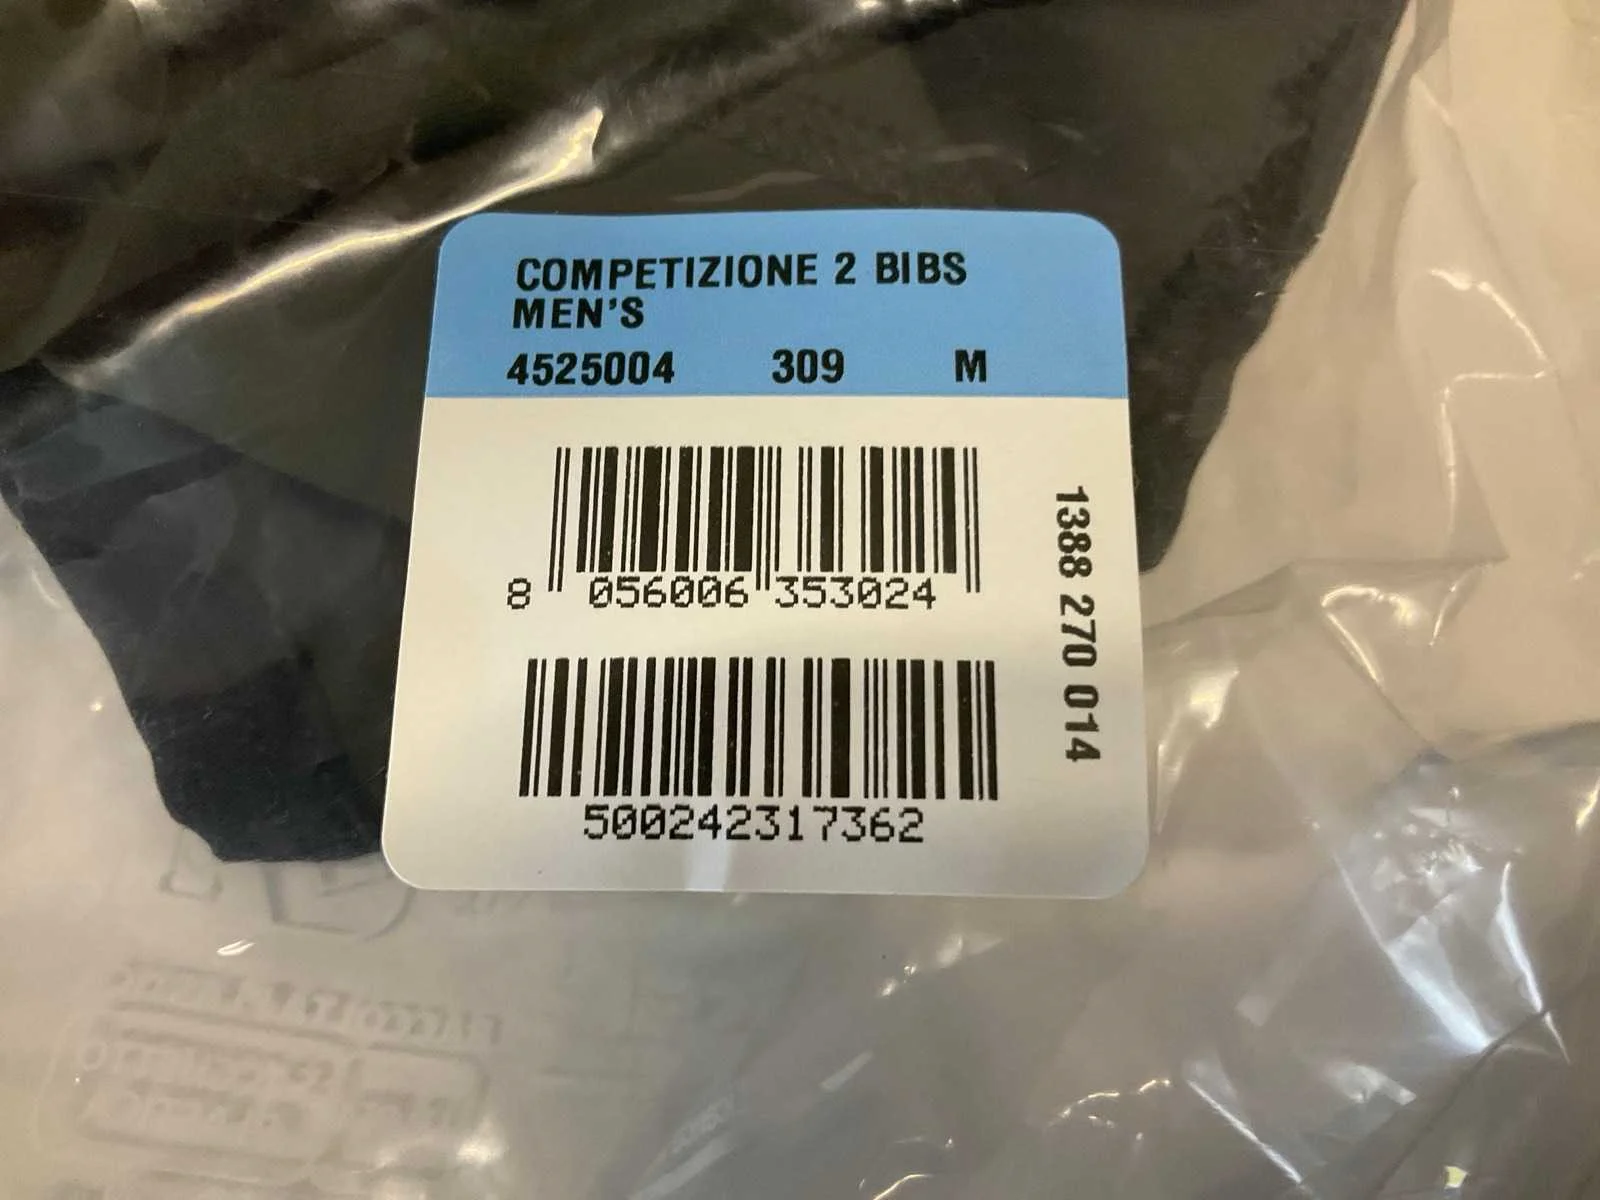 COMPETIZIONE 2 BIBS
MEN'S
4525004 309 M
8 056006 353024
1388 270 014
500242317362